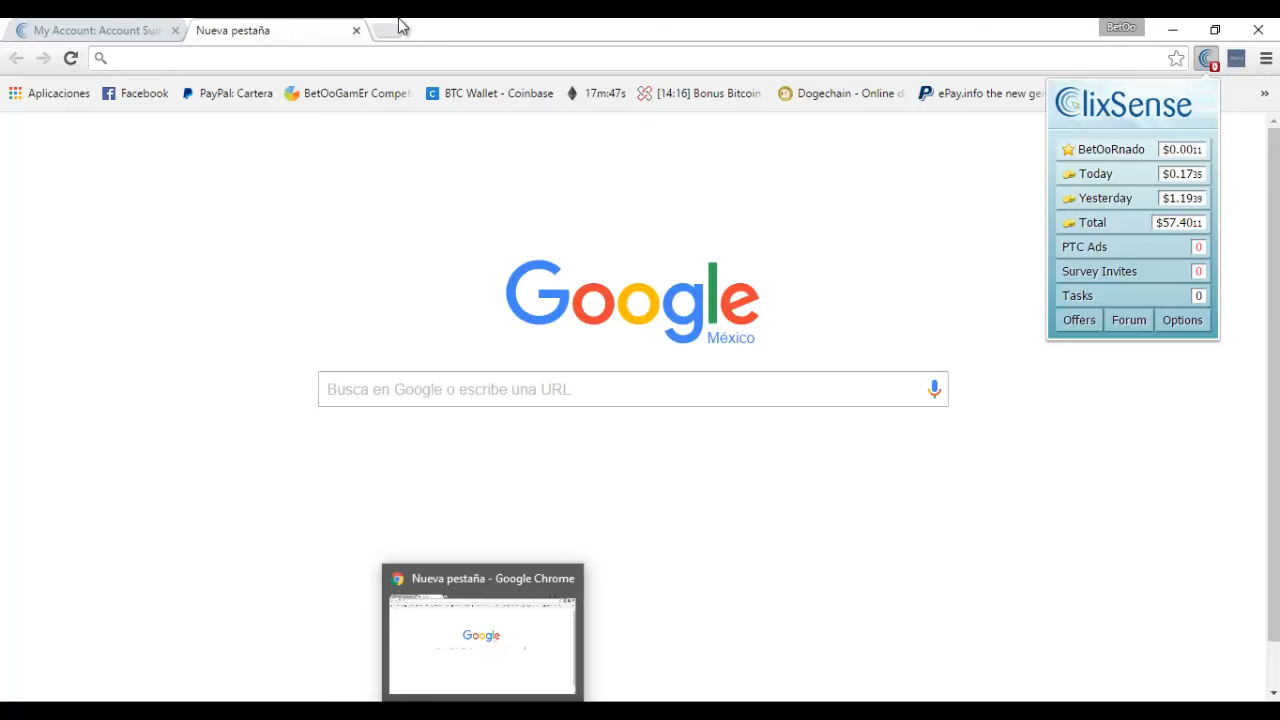 My Account: Account Sum
Nueva pestaña
BetOo
Aplicaciones
Facebook
PayPal: Cartera
BetOoGamEr Compet
BTC Wallet - Coinbase
17m:47s
[14:16] Bonus Bitcoin
Dogechain - Online d
ePay.info the new ge
»
0
ClixSense
BetOoRnado $0.0011
Today $0.1735
Yesterday $1.1939
Total $57.4011
PTC Ads 0
Survey Invites 0
Tasks 0
Offers Forum Options
Google
México
Busca en Google o escribe una URL
Nueva pestaña - Google Chrome
Google